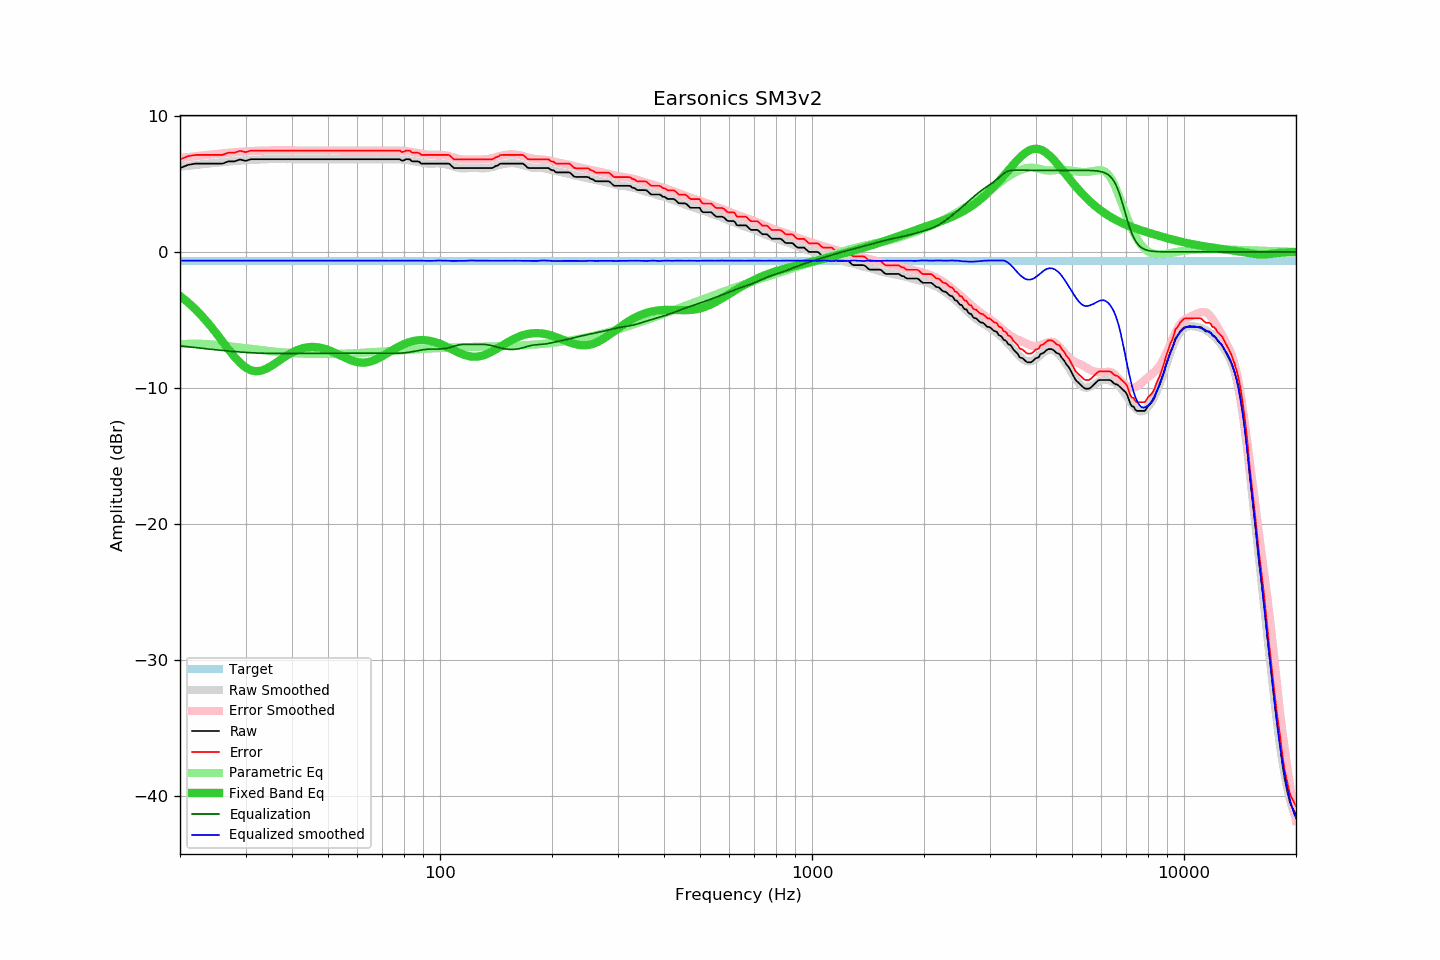 Earsonics SM3v2
10
0
−10
−20
−30
−40
Amplitude (dBr)
Target
Raw Smoothed
Error Smoothed
Raw
Error
Parametric Eq
Fixed Band Eq
Equalization
Equalized smoothed
100
1000
10000
Frequency (Hz)